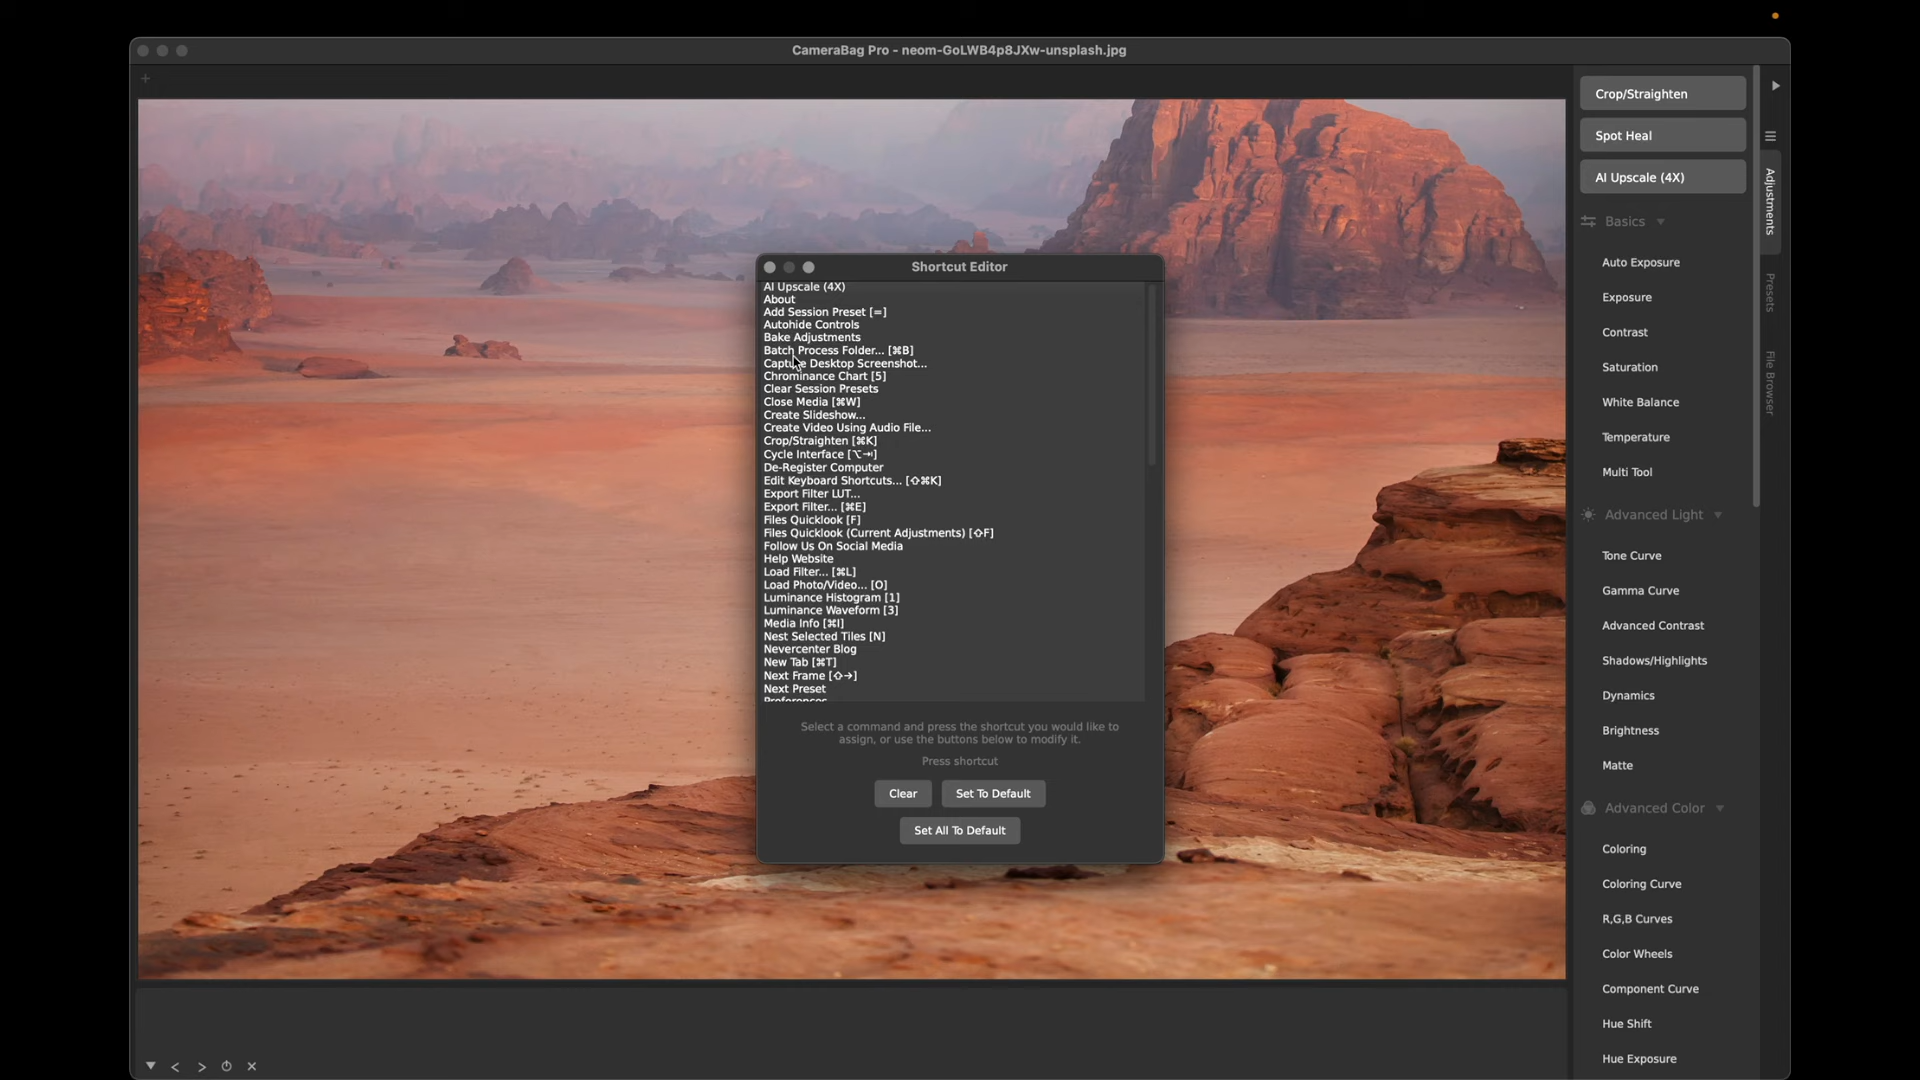 CameraBag Pro - neom-GoLWB4p8JXw-unsplash.jpg
Crop/Straighten
Spot Heal
AI Upscale (4X)
Basics
Auto Exposure
Exposure
Contrast
Saturation
White Balance
Temperature
Multi Tool
Advanced Light
Tone Curve
Gamma Curve
Advanced Contrast
Shadows/Highlights
Dynamics
Brightness
Matte
Advanced Color
Coloring
Coloring Curve
R,G,B Curves
Color Wheels
Component Curve
Hue Shift
Hue Exposure
Adjustments
Presets
File Browser
Shortcut Editor
AI Upscale (4X)
About
Add Session Preset [=]
Autohide Controls
Bake Adjustments
Batch Process Folder... [⌘B]
Capture Desktop Screenshot...
Chrominance Chart [5]
Clear Session Presets
Close Media [⌘W]
Create Slideshow...
Create Video Using Audio File...
Crop/Straighten [⌘K]
Cycle Interface [⌥⇥]
De-Register Computer
Edit Keyboard Shortcuts... [⇧⌘K]
Export Filter LUT...
Export Filter... [⌘E]
Files Quicklook [F]
Files Quicklook (Current Adjustments) [⇧F]
Follow Us On Social Media
Help Website
Load Filter... [⌘L]
Load Photo/Video... [O]
Luminance Histogram [1]
Luminance Waveform [3]
Media Info [⌘I]
Nest Selected Tiles [N]
Nevercenter Blog
New Tab [⌘T]
Next Frame [⇧→]
Next Preset
Preferences...
Select a command and press the shortcut you would like to
assign, or use the buttons below to modify it.
Press shortcut
Clear
Set To Default
Set All To Default